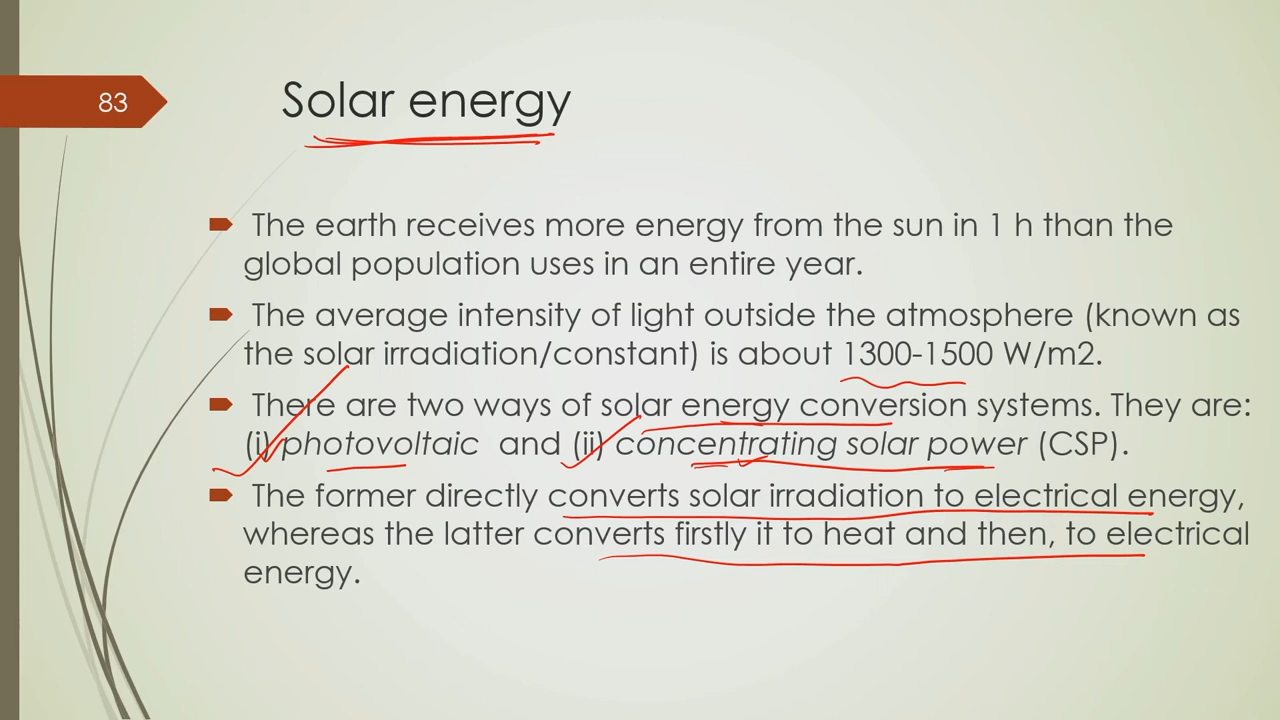 83
Solar energy
The earth receives more energy from the sun in 1 h than the
global population uses in an entire year.
The average intensity of light outside the atmosphere (known as
the solar irradiation/constant) is about 1300-1500 W/m2.
There are two ways of solar energy conversion systems. They are:
(i) photovoltaic and (ii) concentrating solar power (CSP).
The former directly converts solar irradiation to electrical energy,
whereas the latter converts firstly it to heat and then, to electrical
energy.